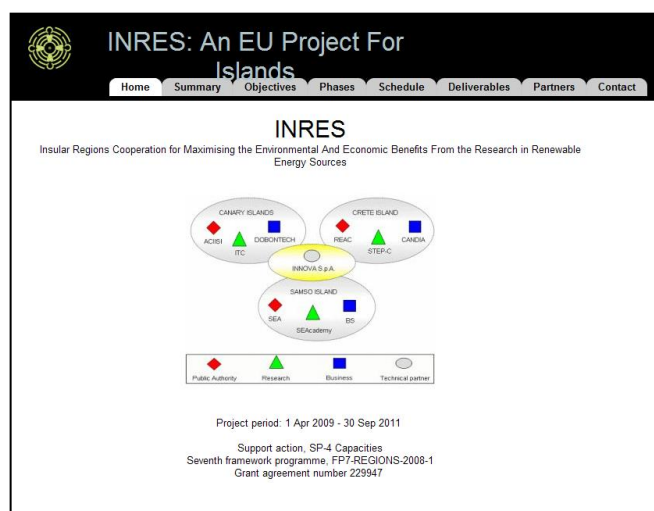 INRES: An EU Project For
Islands
Home Summary Objectives Phases Schedule Deliverables Partners Contact
INRES
Insular Regions Cooperation for Maximising the Environmental And Economic Benefits From the Research in Renewable
Energy Sources
CANARY ISLANDS CRETE ISLAND
ACIISI DOBONTECH REAC CANDIA
ITC STEP-C
INNOVA S.p.A.
SAMSO ISLAND
SEA BS
SEAcademy
Public Authority Research Business Technical partner
Project period: 1 Apr 2009 - 30 Sep 2011
Support action, SP-4 Capacities
Seventh framework programme, FP7-REGIONS-2008-1
Grant agreement number 229947